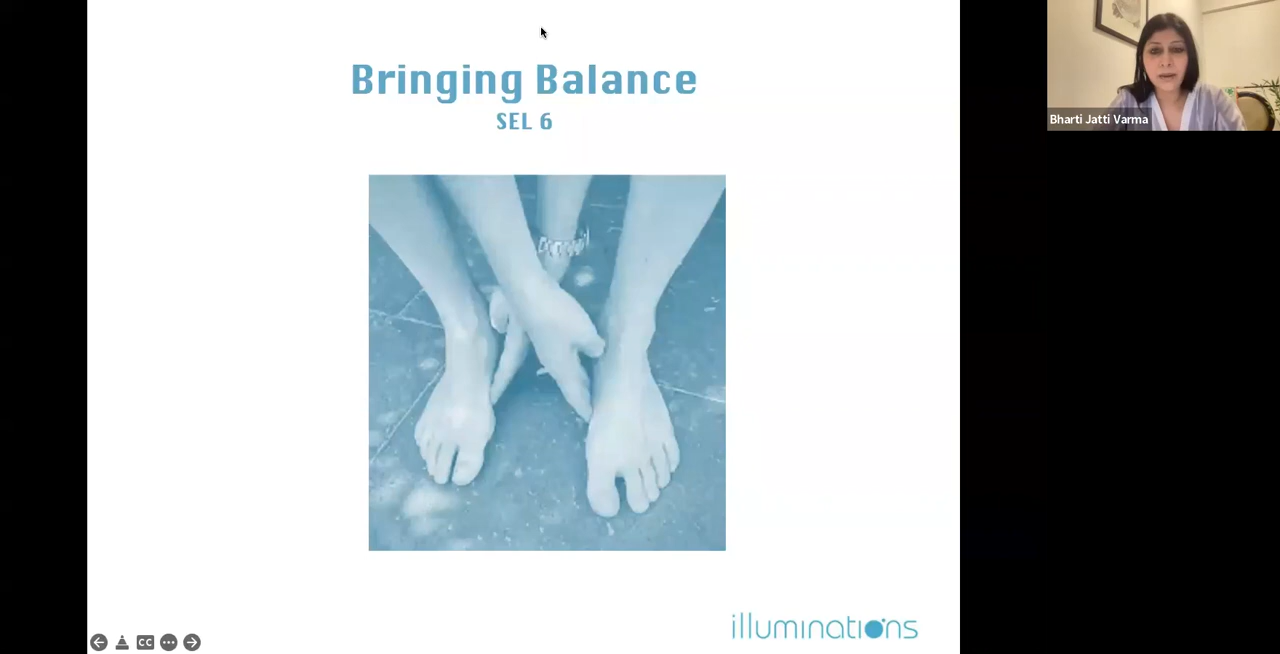 Bringing Balance
SEL 6
Bharti Jatti Varma
illuminations
CC